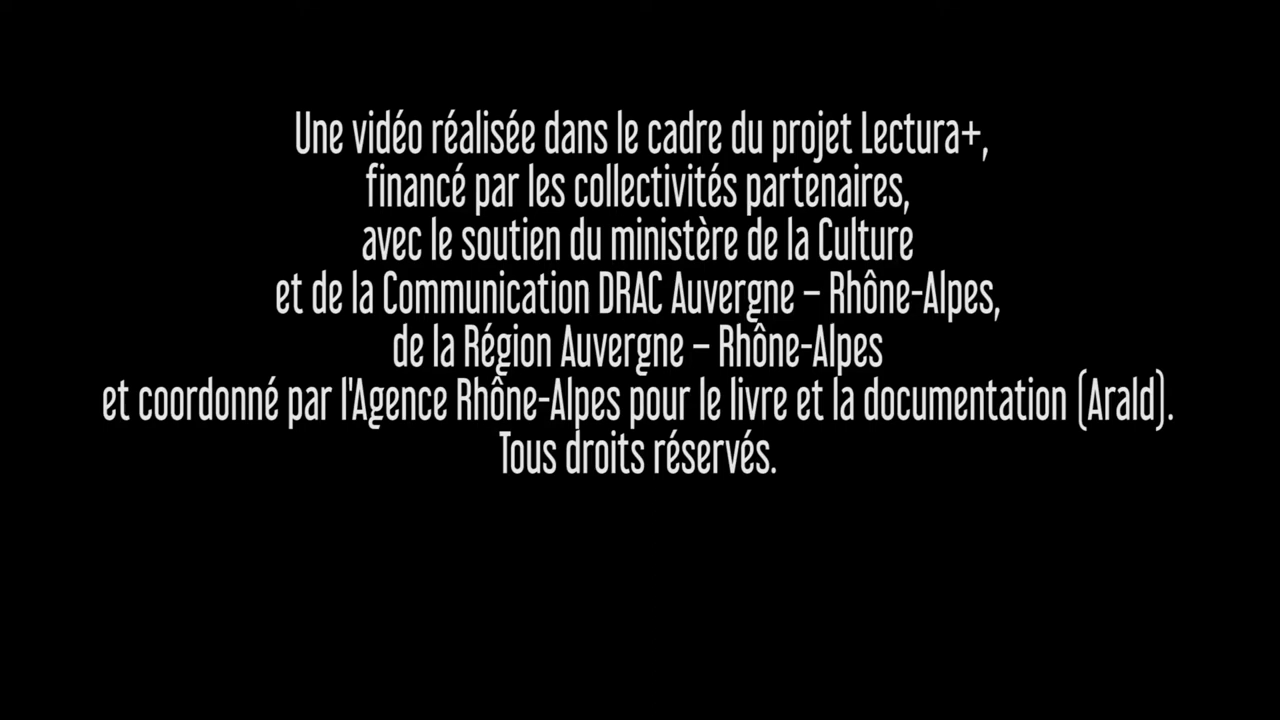 Une vidéo réalisée dans le cadre du projet Lectura+,
financé par les collectivités partenaires,
avec le soutien du ministère de la Culture
et de la Communication DRAC Auvergne – Rhône-Alpes,
de la Région Auvergne – Rhône-Alpes
et coordonné par l'Agence Rhône-Alpes pour le livre et la documentation (Arald).
Tous droits réservés.